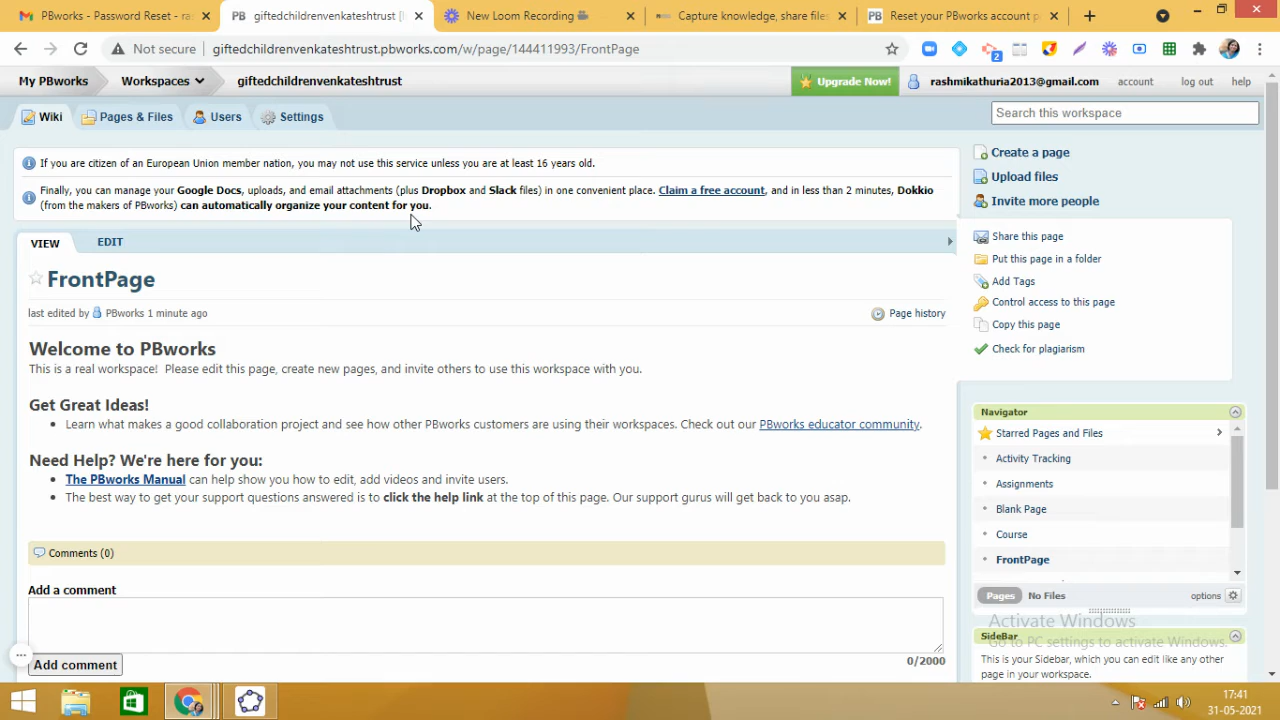 PBworks - Password Reset - ra
giftedchildrenvenkateshtrust [
New Loom Recording
Capture knowledge, share files
Reset your PBworks account p
Not secure
giftedchildrenvenkateshtrust.pbworks.com/w/page/144411993/FrontPage
2
My PBworks
Workspaces
giftedchildrenvenkateshtrust
Upgrade Now!
rashmikathuria2013@gmail.com
account
log out
help
Wiki
Pages & Files
Users
Settings
Search this workspace
If you are citizen of an European Union member nation, you may not use this service unless you are at least 16 years old.
Finally, you can manage your Google Docs, uploads, and email attachments (plus Dropbox and Slack files) in one convenient place. Claim a free account, and in less than 2 minutes, Dokkio
(from the makers of PBworks) can automatically organize your content for you.
Create a page
Upload files
Invite more people
VIEW
EDIT
Share this page
Put this page in a folder
Add Tags
Control access to this page
Copy this page
Check for plagiarism
FrontPage
last edited by PBworks 1 minute ago
Page history
Welcome to PBworks
This is a real workspace! Please edit this page, create new pages, and invite others to use this workspace with you.
Get Great Ideas!
Learn what makes a good collaboration project and see how other PBworks customers are using their workspaces. Check out our PBworks educator community.
Need Help? We're here for you:
The PBworks Manual can help show you how to edit, add videos and invite users.
The best way to get your support questions answered is to click the help link at the top of this page. Our support gurus will get back to you asap.
Comments (0)
Add a comment
0/2000
Add comment
Navigator
Starred Pages and Files
Activity Tracking
Assignments
Blank Page
Course
FrontPage
Pages
No Files
options
Activate Windows
Go to PC settings to activate Windows.
SideBar
This is your Sidebar, which you can edit like any other
page in your workspace.
17:41
31-05-2021